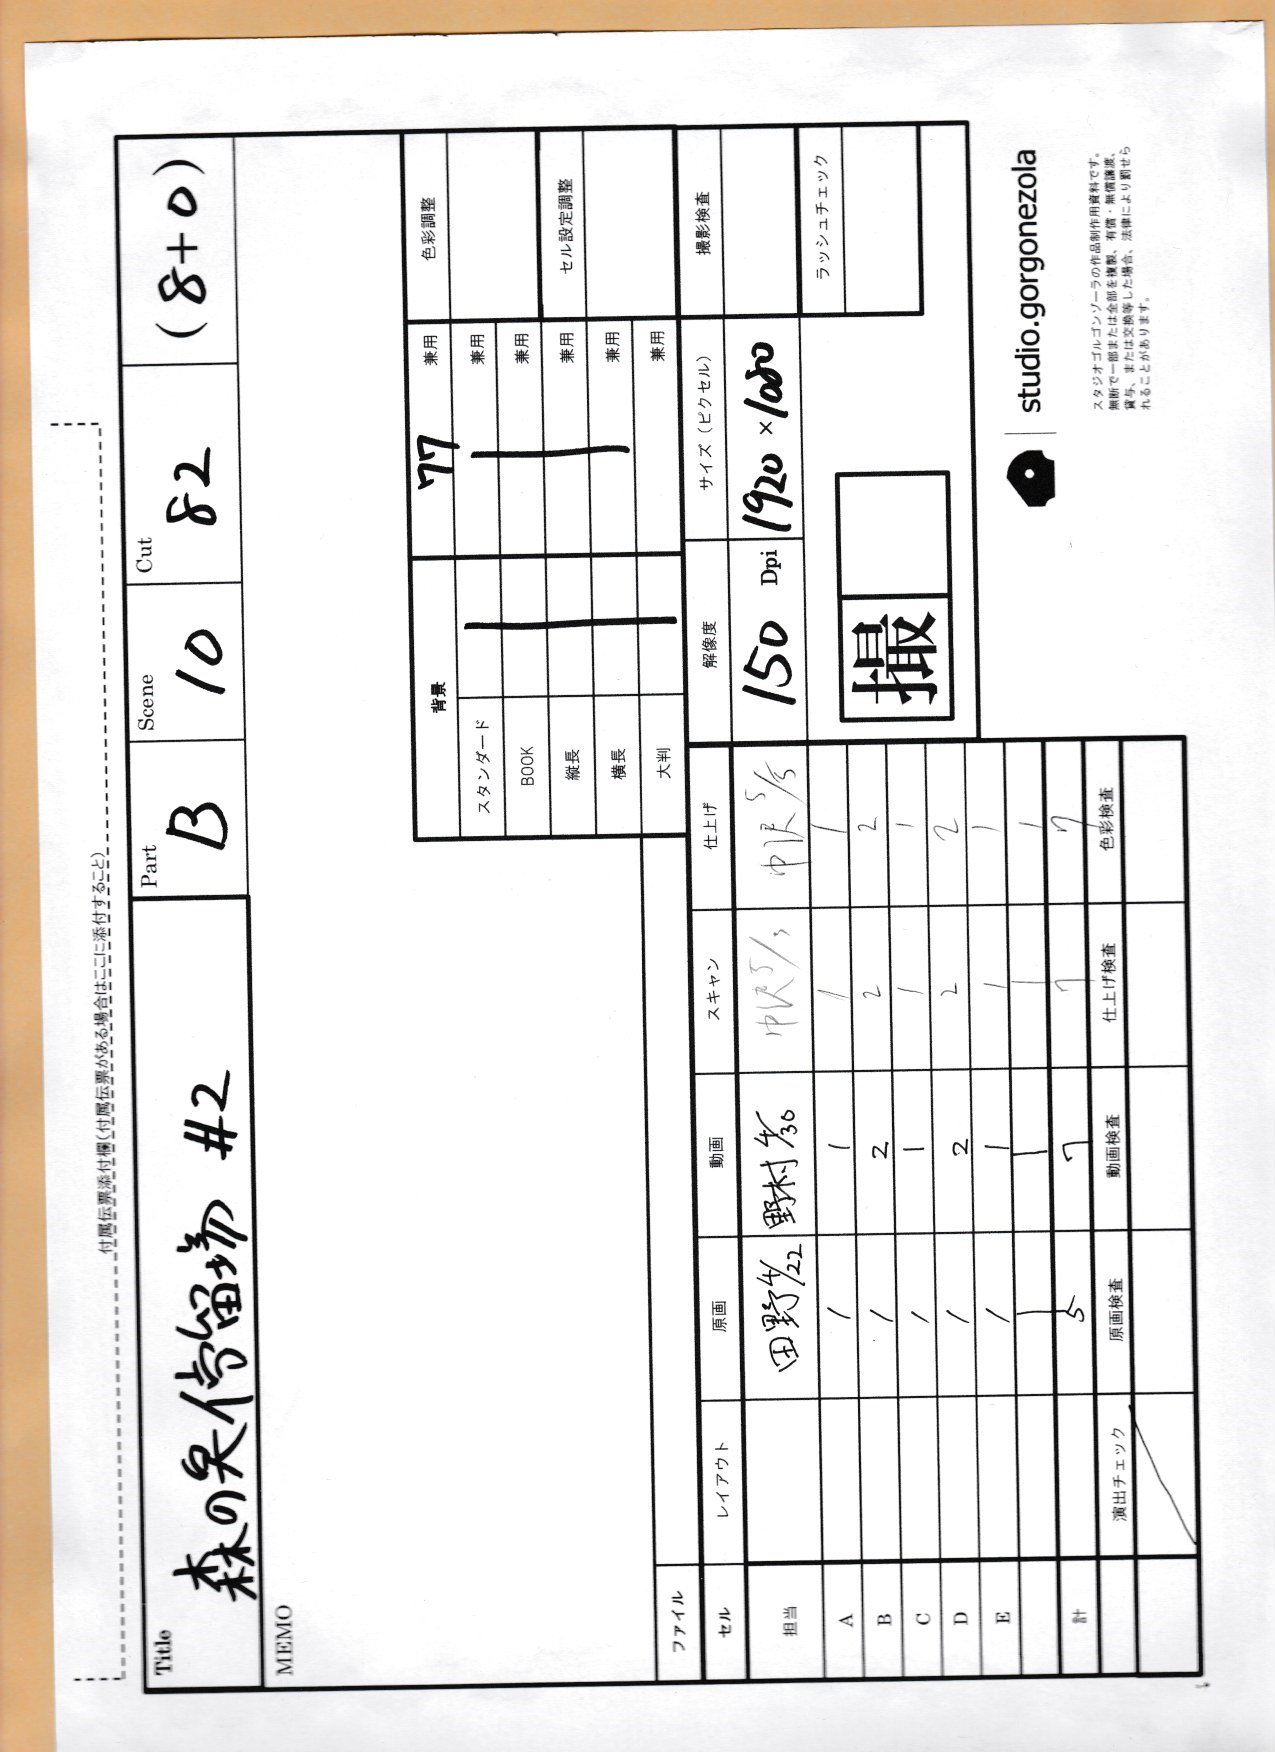 付属伝票添付欄（付属伝票がある場合はここに添付すること）
Title
森の泉停留場 #2
Part
B
Scene
10
Cut
82
(8+0)
MEMO
背景
77 兼用
色彩調整
スタンダード 兼用
BOOK 兼用
縦長 兼用
セル設定調整
横長 兼用
大判 兼用
ファイル
解像度
150 Dpi
サイズ（ピクセル）
1920 × 1080
撮影検査
ラッシュチェック
撮
セル レイアウト 原画 動画 スキャン 仕上げ
担当 田野 4/22 野村 4/30 中沢 5/3 中沢 5/5
A 1 1 1 1
B 1 2 2 2
C 1 1 1 1
D 1 2 2 2
E 1 1 1 1
計 5 7 7 7
演出チェック 原画検査 動画検査 仕上げ検査 色彩検査
studio.gorgonezola
スタジオゴルゴンゾーラの作品制作用資料です。
無断で一部または全部を複製、有償・無償譲渡、
貸与、または交換等した場合、法律により罰せら
れることがあります。